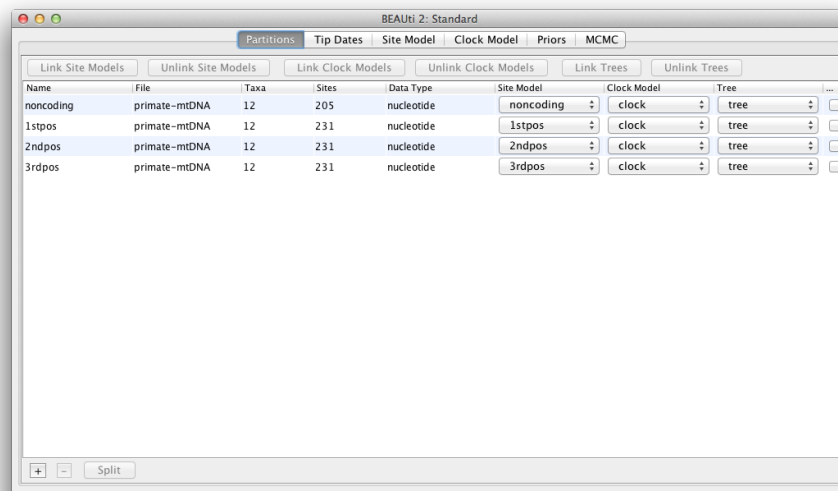 BEAUti 2: Standard
Partitions Tip Dates Site Model Clock Model Priors MCMC
Link Site Models Unlink Site Models Link Clock Models Unlink Clock Models Link Trees Unlink Trees
Name File Taxa Sites Data Type Site Model Clock Model Tree ...
noncoding primate-mtDNA 12 205 nucleotide noncoding clock tree
1stpos primate-mtDNA 12 231 nucleotide 1stpos clock tree
2ndpos primate-mtDNA 12 231 nucleotide 2ndpos clock tree
3rdpos primate-mtDNA 12 231 nucleotide 3rdpos clock tree
+ - Split